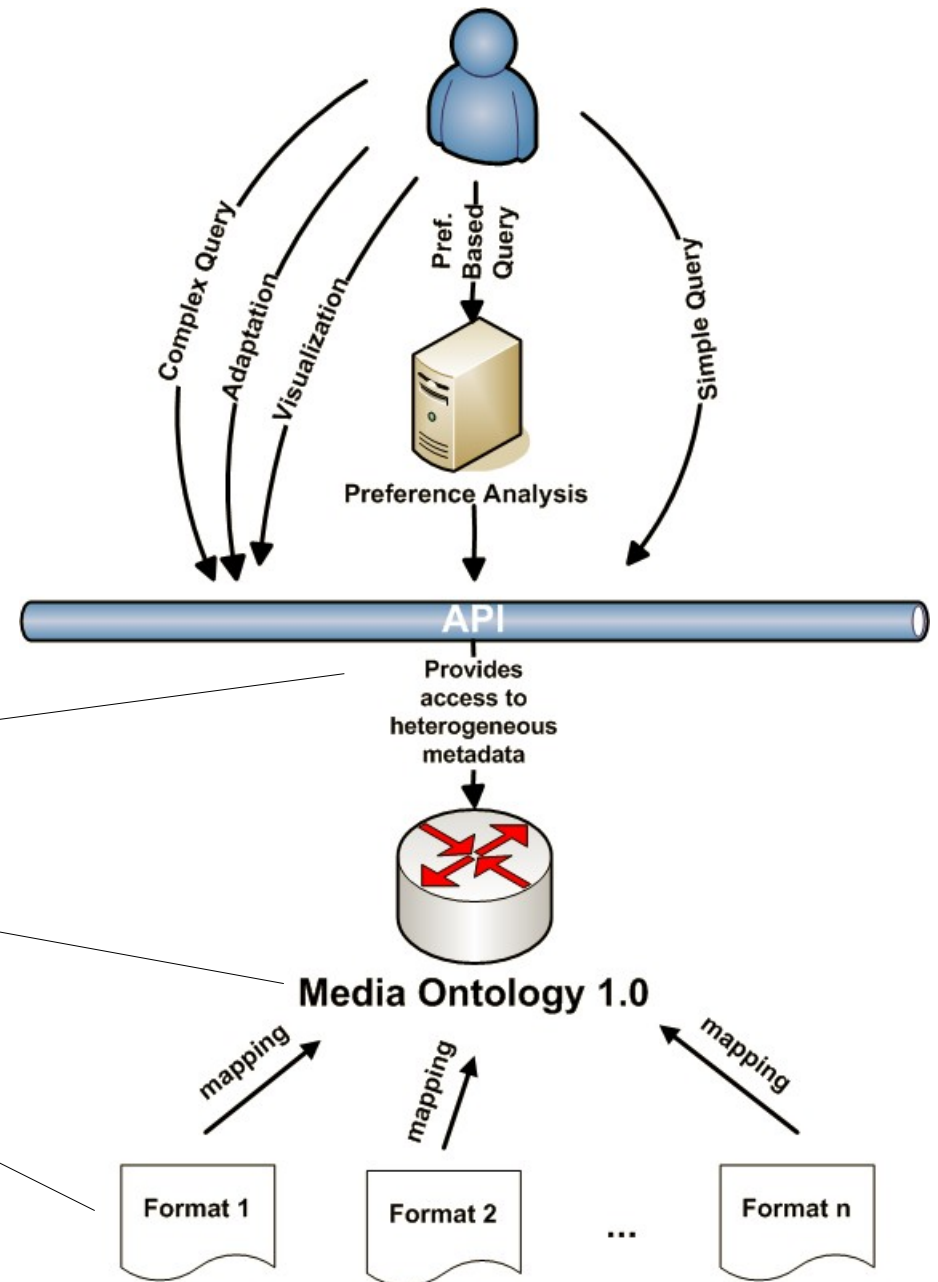 Complex Query
Adaptation
Visualization
Pref.
Based
Query
Simple Query
Preference Analysis
API
Provides
access to
heterogeneous
metadata
Media Ontology 1.0
mapping
mapping
mapping
Format 1
Format 2
...
Format n